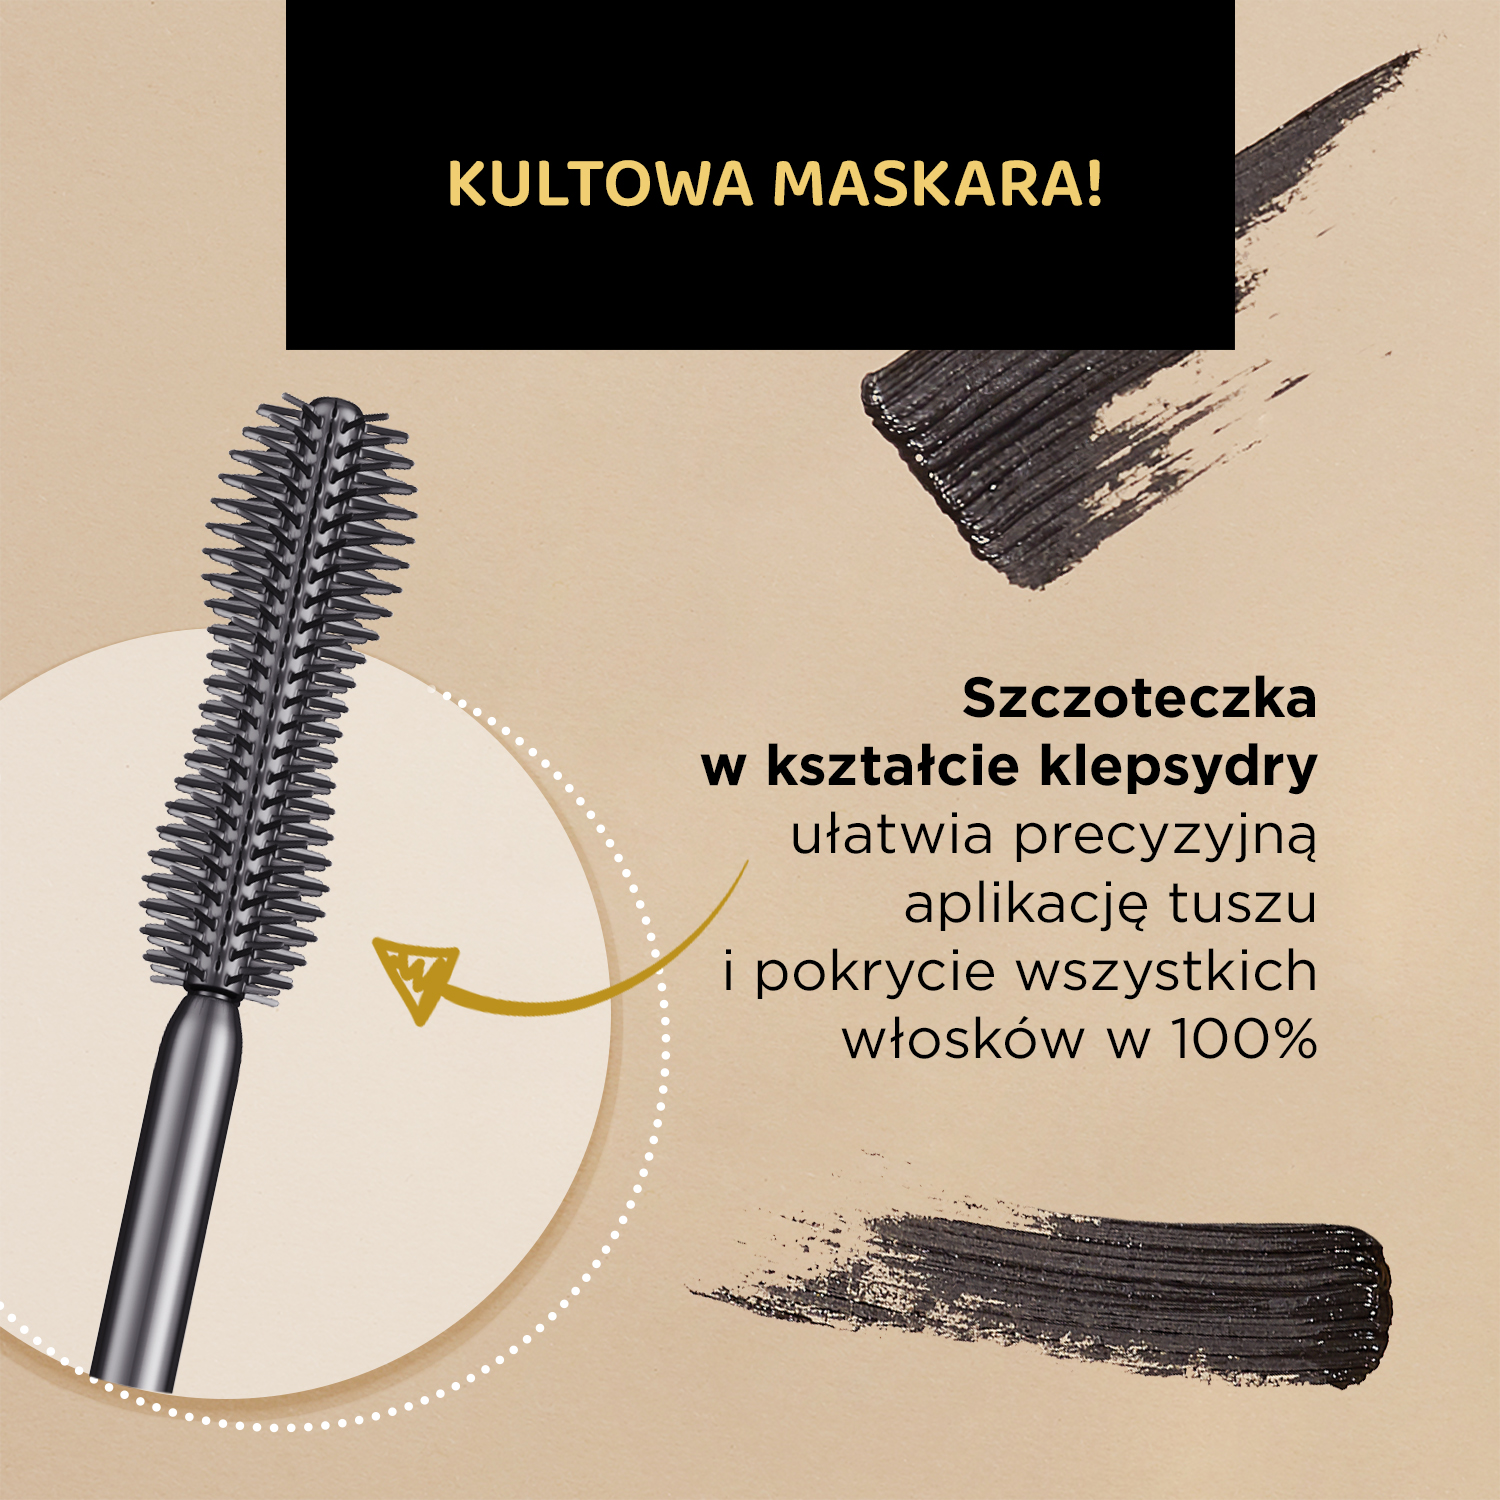 KULTOWA MASKARA!
Szczoteczka
w kształcie klepsydry
ułatwia precyzyjną
aplikację tuszu
i pokrycie wszystkich
włosków w 100%